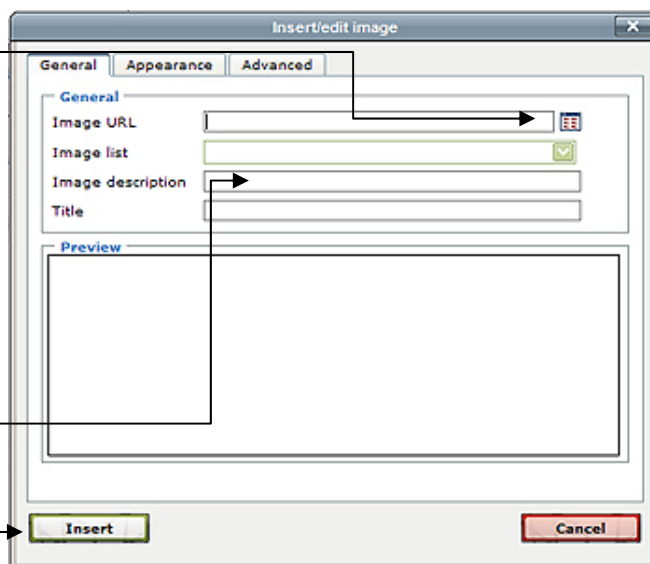 Insert/edit image
General Appearance Advanced
General
Image URL
Image list
Image description
Title
Preview
Insert Cancel